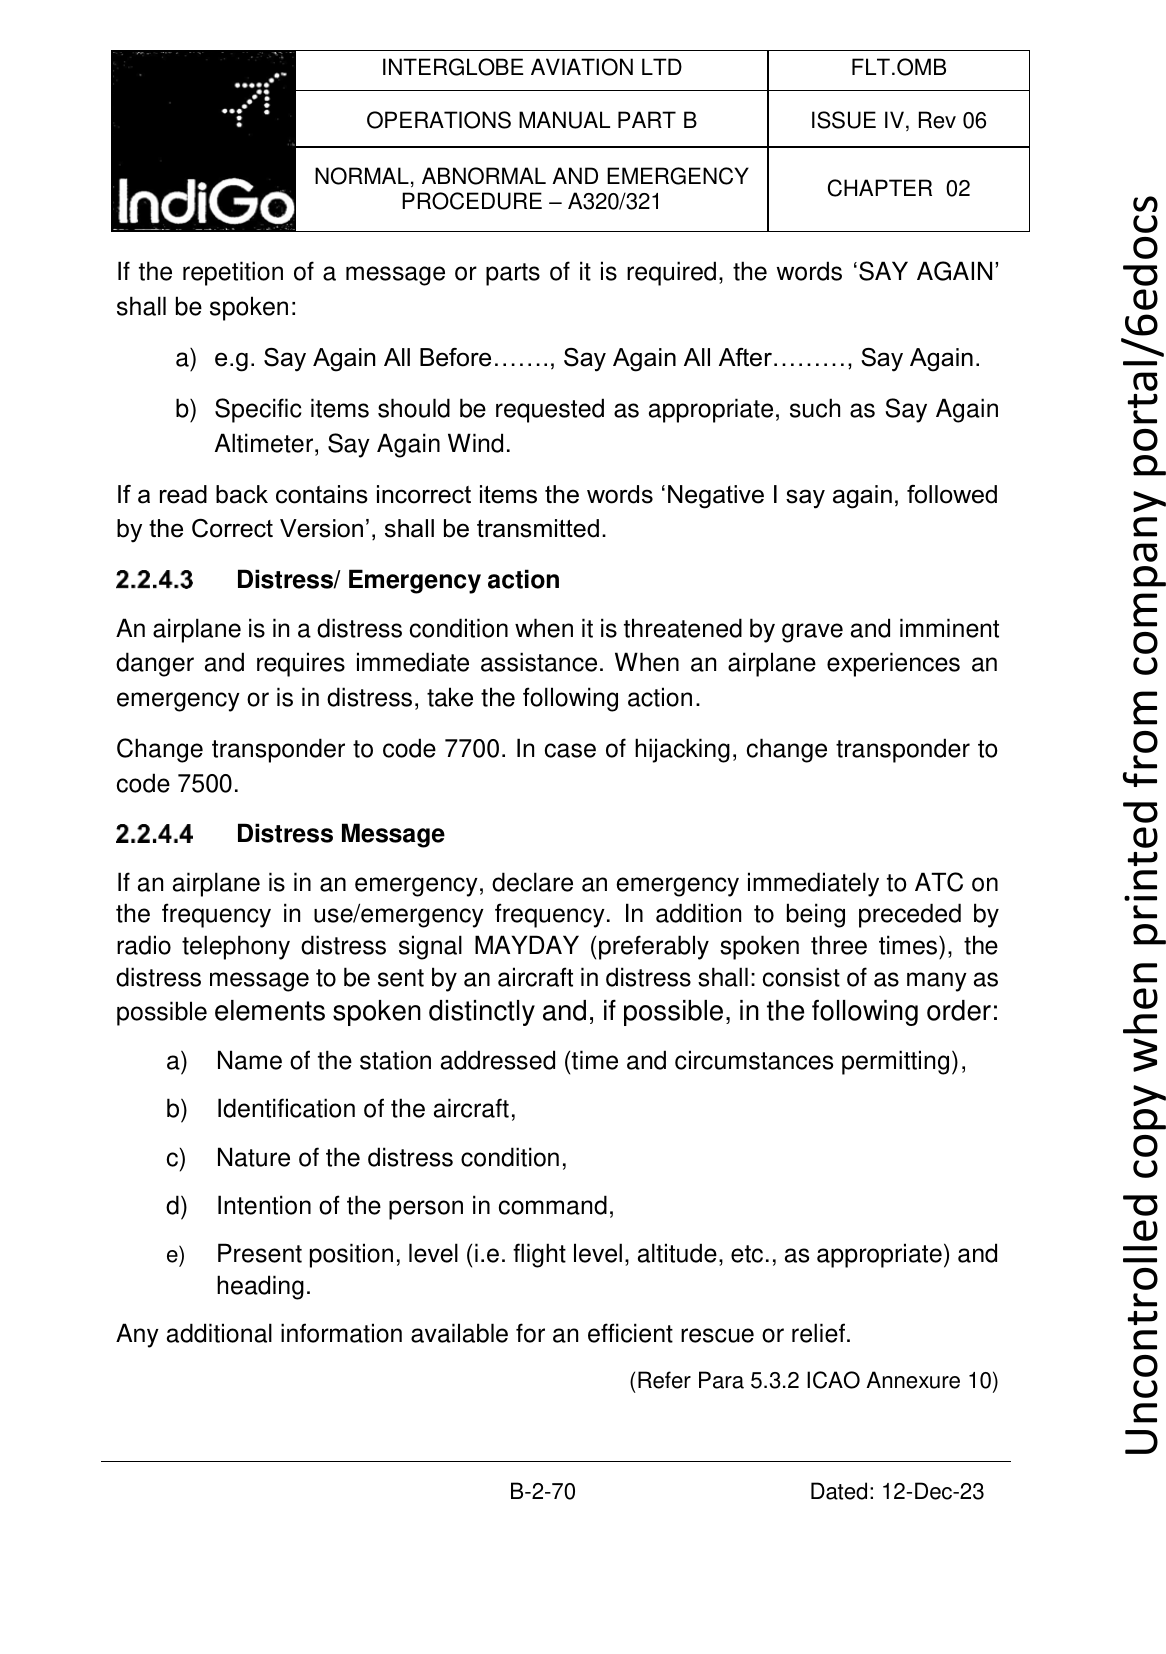 IndiGo
INTERGLOBE AVIATION LTD
FLT.OMB
OPERATIONS MANUAL PART B
ISSUE IV, Rev 06
NORMAL, ABNORMAL AND EMERGENCY
PROCEDURE – A320/321
CHAPTER  02
If the repetition of a message or parts of it is required, the words ‘SAY AGAIN’
shall be spoken:
a) e.g. Say Again All Before……., Say Again All After………, Say Again.
b) Specific items should be requested as appropriate, such as Say Again
Altimeter, Say Again Wind.
If a read back contains incorrect items the words ‘Negative I say again, followed
by the Correct Version’, shall be transmitted.
2.2.4.3 Distress/ Emergency action
An airplane is in a distress condition when it is threatened by grave and imminent
danger and requires immediate assistance. When an airplane experiences an
emergency or is in distress, take the following action.
Change transponder to code 7700. In case of hijacking, change transponder to
code 7500.
2.2.4.4 Distress Message
If an airplane is in an emergency, declare an emergency immediately to ATC on
the frequency in use/emergency frequency. In addition to being preceded by
radio telephony distress signal MAYDAY (preferably spoken three times), the
distress message to be sent by an aircraft in distress shall: consist of as many as
possible elements spoken distinctly and, if possible, in the following order:
a) Name of the station addressed (time and circumstances permitting),
b) Identification of the aircraft,
c) Nature of the distress condition,
d) Intention of the person in command,
e) Present position, level (i.e. flight level, altitude, etc., as appropriate) and
heading.
Any additional information available for an efficient rescue or relief.
(Refer Para 5.3.2 ICAO Annexure 10)
B-2-70
Dated: 12-Dec-23
Uncontrolled copy when printed from company portal/6edocs